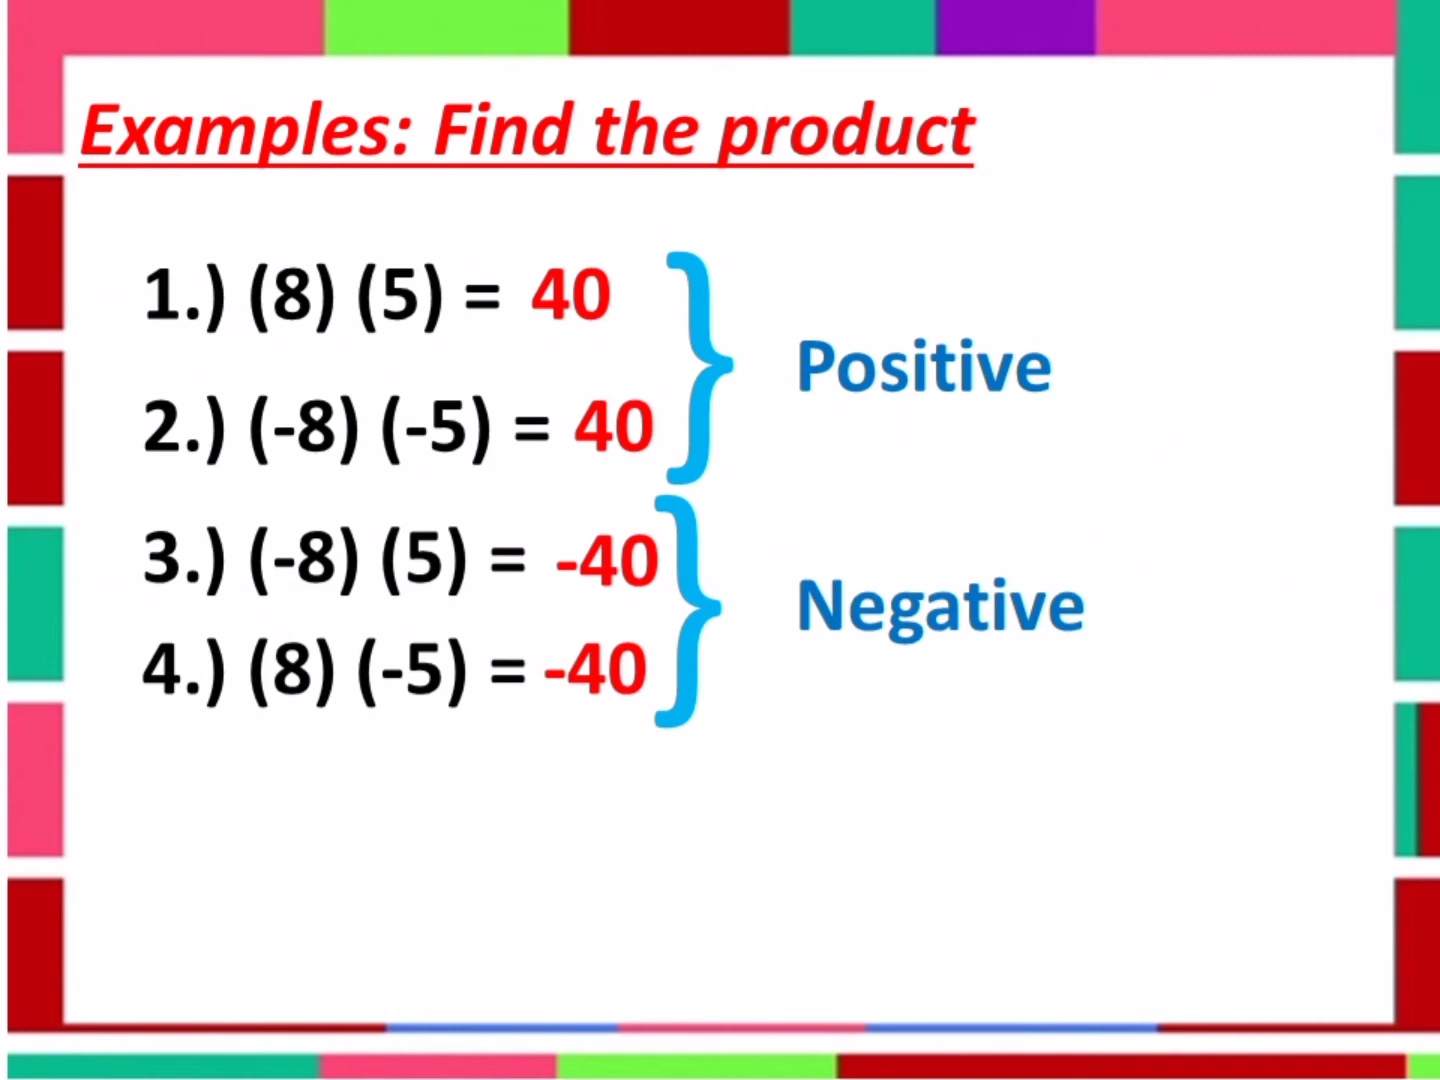 Examples: Find the product
1.) (8) (5) = 40
2.) (-8) (-5) = 40
Positive
3.) (-8) (5) = -40
4.) (8) (-5) = -40
Negative